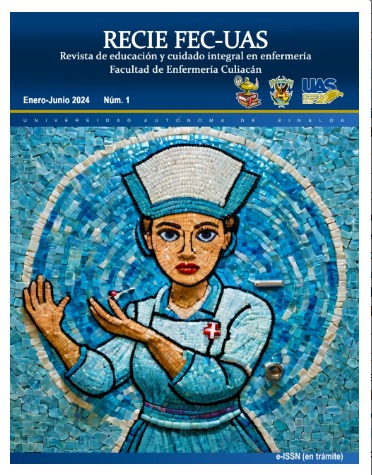 RECIE FEC-UAS
Revista de educación y cuidado integral en enfermería
Facultad de Enfermería Culiacán
UAS
Enero-Junio 2024 Núm. 1
UNIVERSIDAD AUTÓNOMA DE SINALOA
e-ISSN (en trámite)